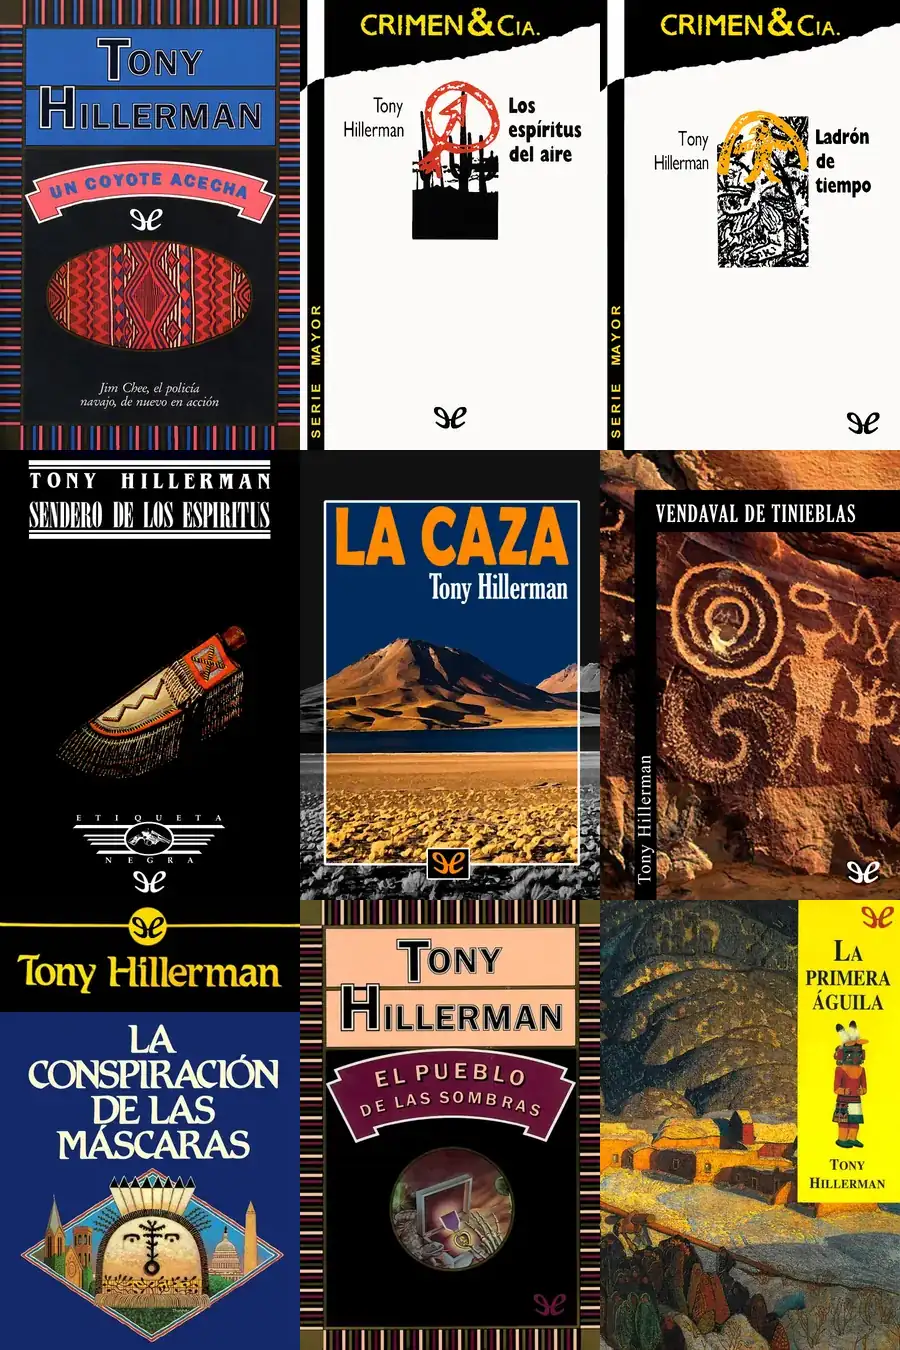 TONY
HILLERMAN
UN COYOTE ACECHA
Jim Chee, el policía
navajo, de nuevo en acción
CRIMEN & CIA.
Tony
Hillerman
Los
espíritus
del aire
SERIE MAYOR
CRIMEN & CIA.
Tony
Hillerman
Ladrón
de
tiempo
SERIE MAYOR
TONY HILLERMAN
SENDERO DE LOS ESPIRITUS
ETIQUETA
NEGRA
LA CAZA
Tony Hillerman
VENDAVAL DE TINIEBLAS
Tony Hillerman
Tony Hillerman
LA
CONSPIRACIÓN
DE LAS
MÁSCARAS
TONY
HILLERMAN
EL PUEBLO
DE LAS SOMBRAS
LA
PRIMERA
ÁGUILA
TONY
HILLERMAN